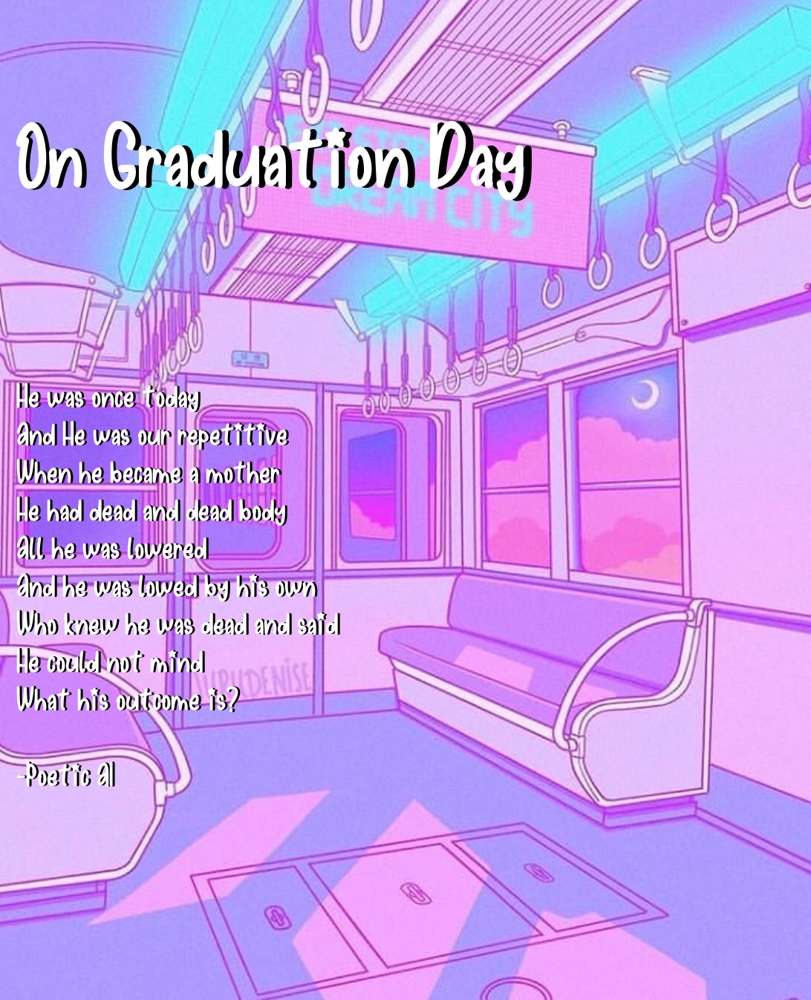 On Graduation Day
STOP
DREAM CITY
He was once today
And He was our repetitive
When he became a mother
He had dead and dead body
All he was lowered
And he was lowed by his own
Who knew he was dead and said
He could not mind
What his outcome is?
-Poetic Al